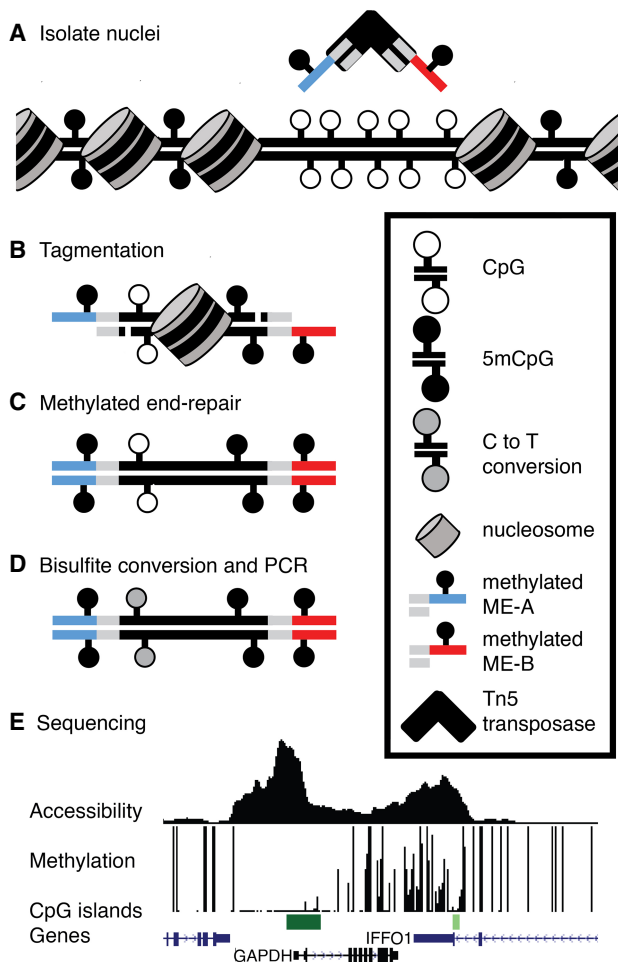 A Isolate nuclei
B Tagmentation
C Methylated end-repair
D Bisulfite conversion and PCR
CpG
5mCpG
C to T
conversion
nucleosome
methylated
ME-A
methylated
ME-B
Tn5
transposase
E Sequencing
Accessibility
Methylation
CpG islands
Genes
IFFO1
GAPDH